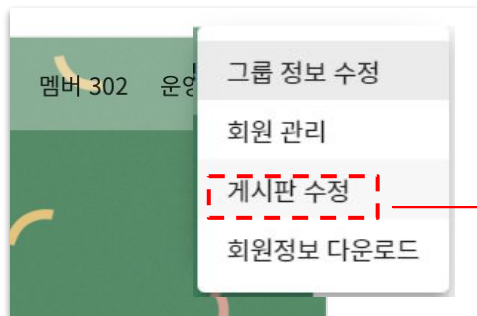 멤버 302
그룹 정보 수정
회원 관리
게시판 수정
회원정보 다운로드